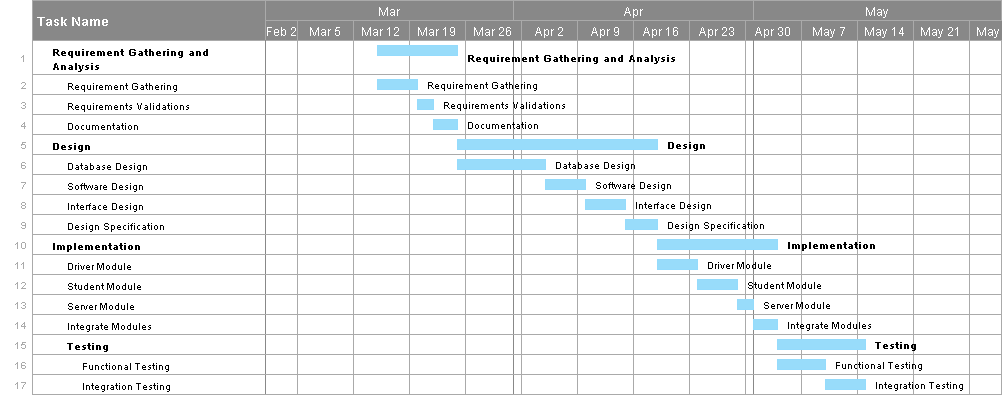 Task Name
Mar Apr May
Feb 2 Mar 5 Mar 12 Mar 19 Mar 26 Apr 2 Apr 9 Apr 16 Apr 23 Apr 30 May 7 May 14 May 21 May
Requirement Gathering and
1 Requirement Gathering and Analysis
Analysis
2 Requirement Gathering Requirement Gathering
3 Requirements Validations Requirements Validations
4 Documentation Documentation
5 Design Design
6 Database Design Database Design
7 Software Design Software Design
8 Interface Design Interface Design
9 Design Specification Design Specification
10 Implementation Implementation
11 Driver Module Driver Module
12 Student Module Student Module
13 Server Module Server Module
14 Integrate Modules Integrate Modules
15 Testing Testing
16 Functional Testing Functional Testing
17 Integration Testing Integration Testing